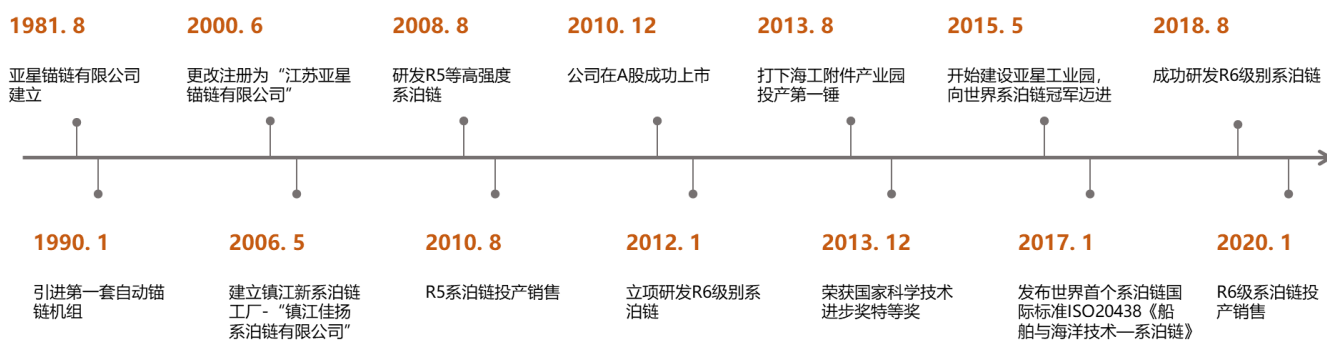 1981. 8
亚星锚链有限公司
建立
2000. 6
更改注册为“江苏亚星
锚链有限公司”
2008. 8
研发R5等高强度
系泊链
2010. 12
公司在A股成功上市
2013. 8
打下海工附件产业园
投产第一锤
2015. 5
开始建设亚星工业园，
向世界系泊链冠军迈进
2018. 8
成功研发R6级别系泊链
1990. 1
引进第一套自动锚
链机组
2006. 5
建立镇江新系泊链
工厂-“镇江佳扬
系泊链有限公司”
2010. 8
R5系泊链投产销售
2012. 1
立项研发R6级别系
泊链
2013. 12
荣获国家科学技术
进步奖特等奖
2017. 1
发布世界首个系泊链国
际标准ISO20438《船
舶与海洋技术—系泊链》
2020. 1
R6级系泊链投
产销售